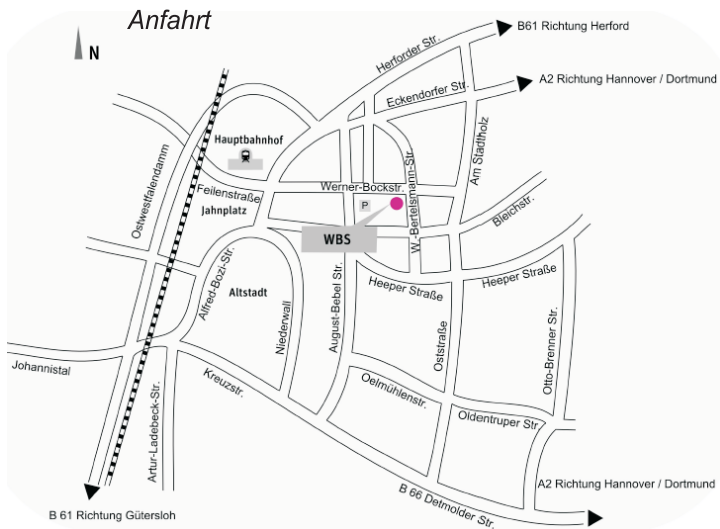 Anfahrt
N
B61 Richtung Herford
Herforder Str.
A2 Richtung Hannover / Dortmund
Eckendorfer Str.
Hauptbahnhof
Am Stadtholz
Ostwestfalendamm
W.-Bertelsmann-Str.
Feilenstraße
Werner-Bockstr.
P
Jahnplatz
Bleichstr.
WBS
Alfred-Bozi-Str.
Altstadt
Niederwall
August-Bebel Str.
Heeper Straße
Heeper Straße
Oststraße
Otto-Brenner Str.
Johannistal
Kreuzstr.
Oelmühlenstr.
Oldentruper Str.
Artur-Ladebeck-Str.
A2 Richtung Hannover / Dortmund
B 66 Detmolder Str.
B 61 Richtung Gütersloh